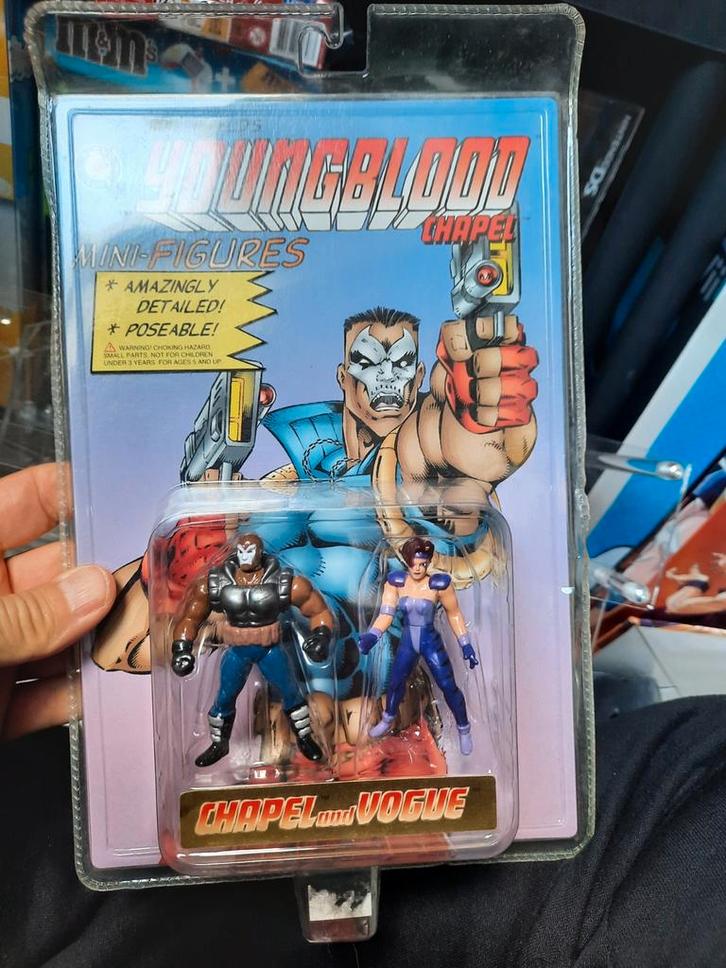 m&m's
YOUNGBLOOD
CHAPEL
MINI-FIGURES
* AMAZINGLY
DETAILED!
* POSEABLE!
⚠ WARNING! CHOKING HAZARD.
SMALL PARTS. NOT FOR CHILDREN
UNDER 3 YEARS. FOR AGES 5 AND UP
CHAPEL and VOGUE™